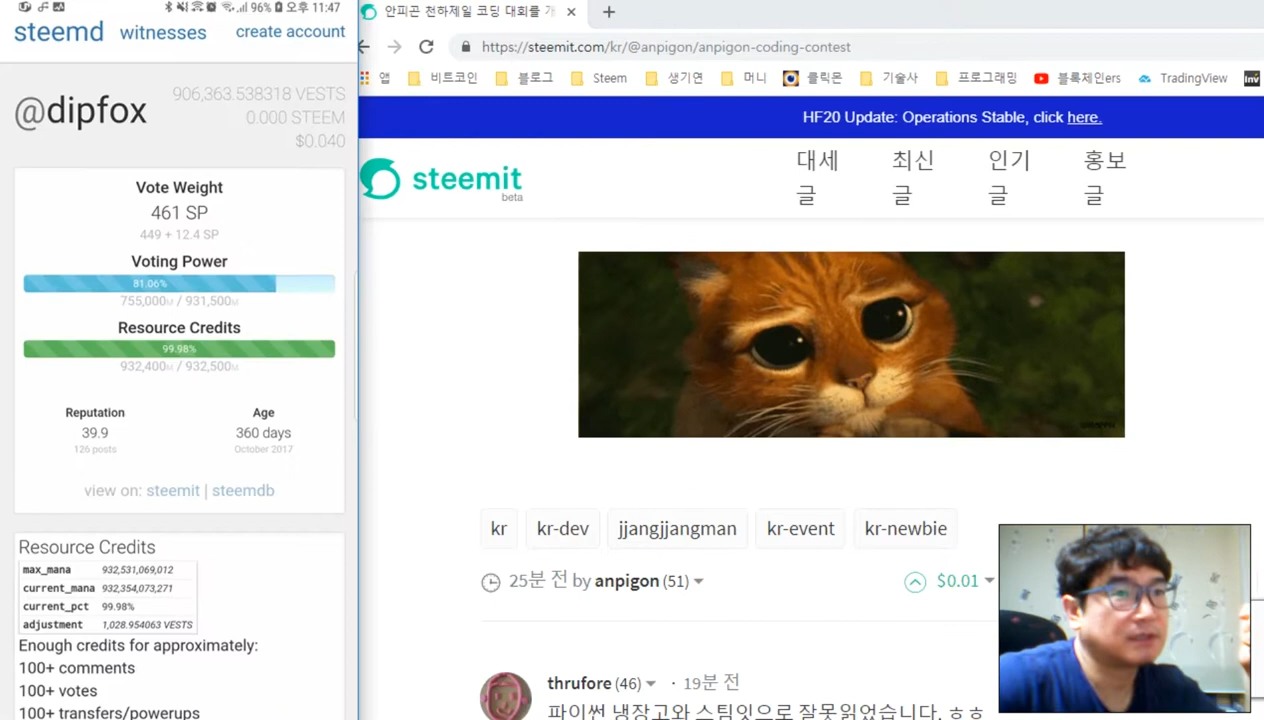 96% 오후 11:47
steemd witnesses create account
@dipfox
906,363.538318 VESTS
0.000 STEEM
$0.040
Vote Weight
461 SP
449 + 12.4 SP
Voting Power
81.06%
755,000M / 931,500M
Resource Credits
99.98%
932,400M / 932,500M
Reputation Age
39.9 360 days
126 posts October 2017
view on: steemit | steemdb
Resource Credits
max_mana 932,531,069,012
current_mana 932,354,073,271
current_pct 99.98%
adjustment 1,028.954063 VESTS
Enough credits for approximately:
100+ comments
100+ votes
100+ transfers/powerups
안피곤 천하제일 코딩 대회를 개
https://steemit.com/kr/@anpigon/anpigon-coding-contest
앱 비트코인 블로그 Steem 생기연 머니 클릭몬 기술사 프로그래밍 블록체인ers TradingView Inv
HF20 Update: Operations Stable, click here.
steemit
beta
대세글 최신글 인기글 홍보글
kr kr-dev jjangjjangman kr-event kr-newbie
25분 전 by anpigon (51) $0.01
thrufore (46) · 19분 전
파이썬 냉장고와 스팀잇으로 잘못읽었습니다. ㅎㅎ